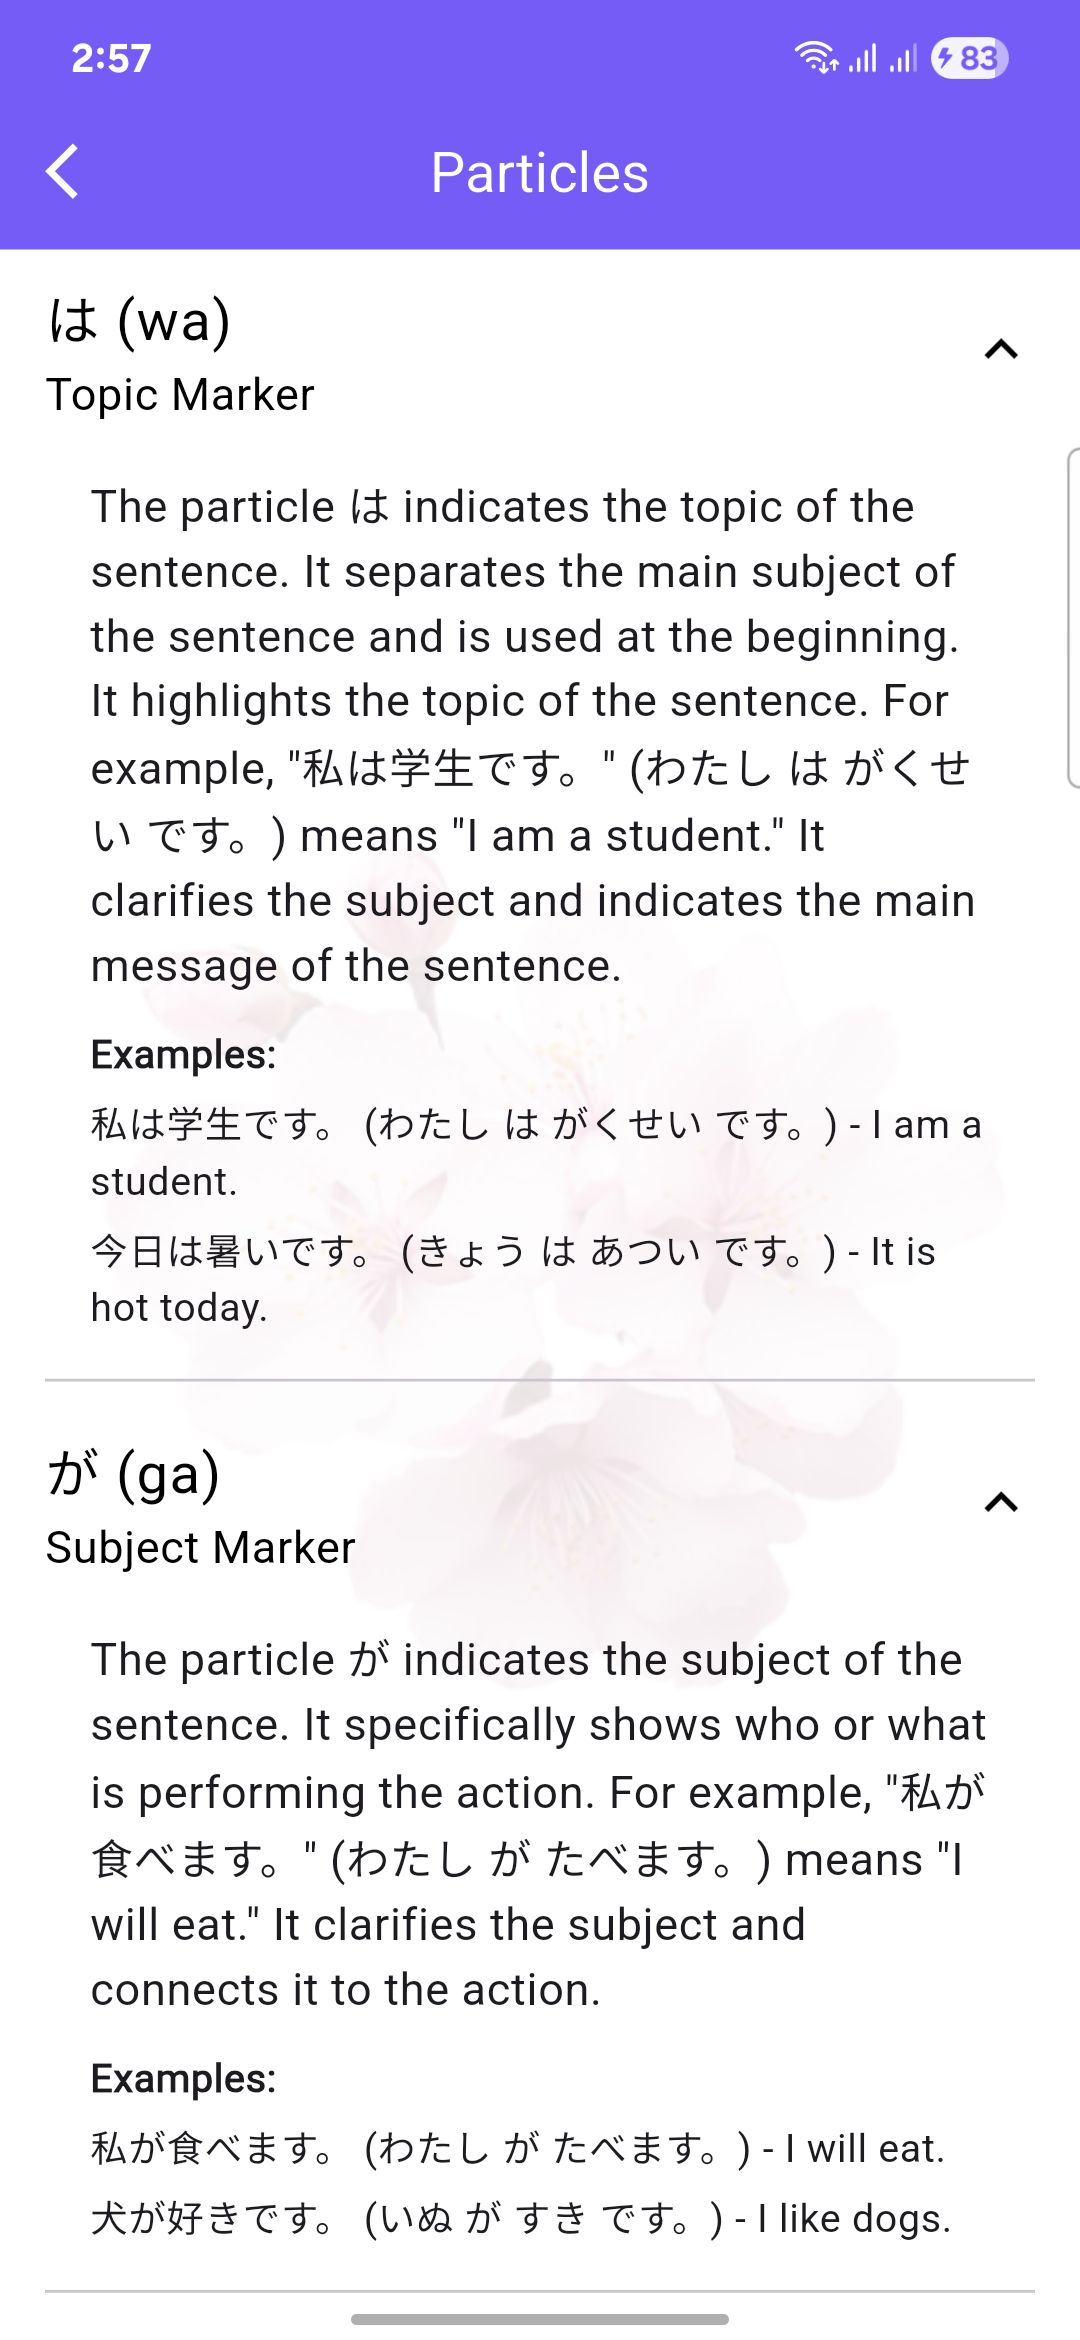 2:57
83
Particles
は (wa)
Topic Marker
The particle は indicates the topic of the
sentence. It separates the main subject of
the sentence and is used at the beginning.
It highlights the topic of the sentence. For
example, "私は学生です。" (わたし は がくせ
い です。) means "I am a student." It
clarifies the subject and indicates the main
message of the sentence.
Examples:
私は学生です。 (わたし は がくせい です。) - I am a
student.
今日は暑いです。 (きょう は あつい です。) - It is
hot today.
が (ga)
Subject Marker
The particle が indicates the subject of the
sentence. It specifically shows who or what
is performing the action. For example, "私が
食べます。" (わたし が たべます。) means "I
will eat." It clarifies the subject and
connects it to the action.
Examples:
私が食べます。 (わたし が たべます。) - I will eat.
犬が好きです。 (いぬ が すき です。) - I like dogs.